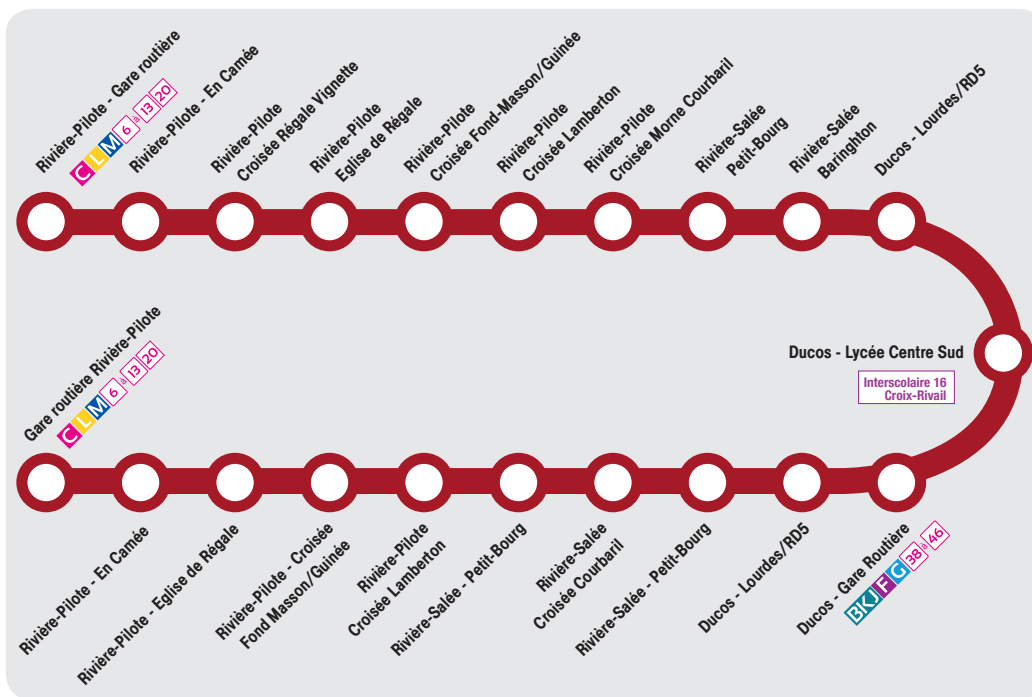 Rivière-Pilote - Gare routière
C L M 6 à 13 20
Rivière-Pilote - En Camée
Rivière-Pilote
Croisée Régale Vignette
Rivière-Pilote
Eglise de Régale
Rivière-Pilote
Croisée Fond-Masson/Guinée
Rivière-Pilote
Croisée Lamberton
Rivière-Pilote
Croisée Morne Courbaril
Rivière-Salée
Petit-Bourg
Rivière-Salée
Baringhton
Ducos - Lourdes/RD5
Ducos - Lycée Centre Sud
Interscolaire 16
Croix-Rivail
Gare routière Rivière-Pilote
C L M 6 à 13 20
Rivière-Pilote - En Camée
Rivière-Pilote - Eglise de Régale
Rivière-Pilote - Croisée
Fond Masson/Guinée
Rivière-Pilote
Croisée Lamberton
Rivière-Salée - Petit-Bourg
Rivière-Salée
Croisée Courbaril
Rivière-Salée - Petit-Bourg
Ducos - Lourdes/RD5
Ducos - Gare Routière
B K J F G 38 à 46